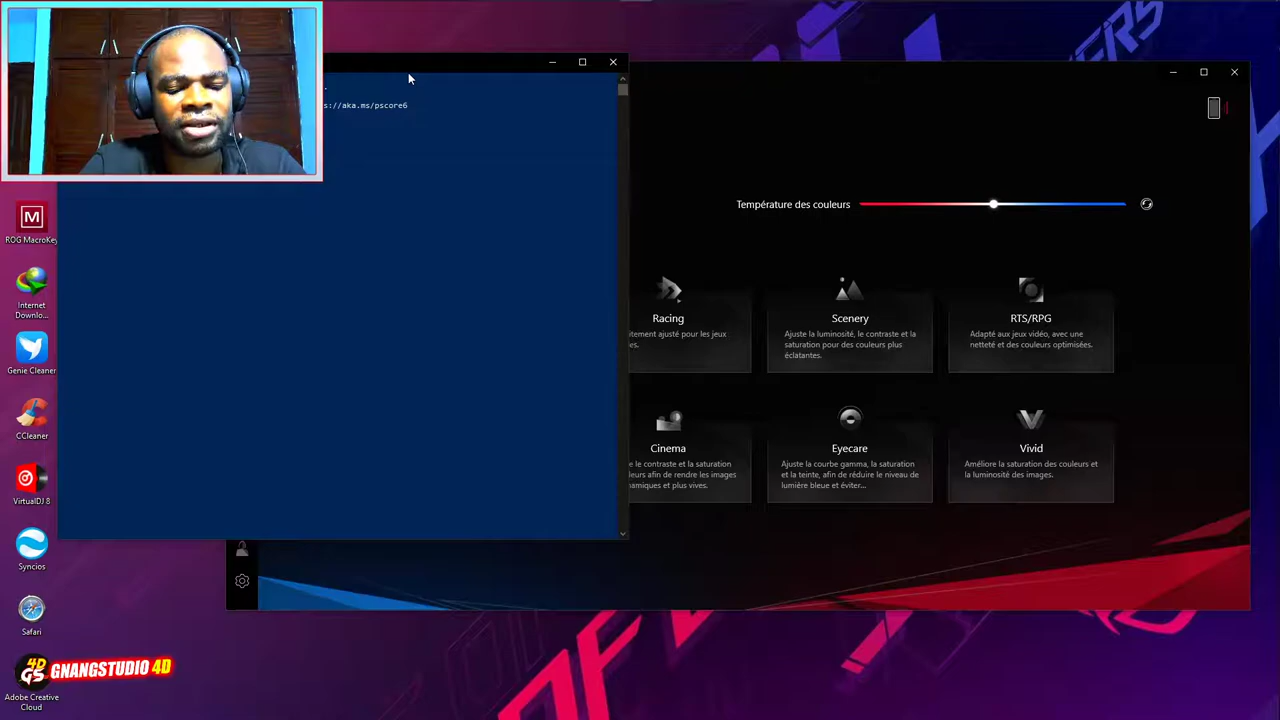 s://aka.ms/pscore6
Température des couleurs
M
ROG MacroKey
Internet
Downlo...
Genie Cleaner
CCleaner
VirtualDJ 8
Syncios
Safari
Adobe Creative
Cloud
4D
GS
GNANGSTUDIO 4D
Racing
itement ajusté pour les jeux
es.
Scenery
Ajuste la luminosité, le contraste et la
saturation pour des couleurs plus
éclatantes.
RTS/RPG
Adapté aux jeux vidéo, avec une
netteté et des couleurs optimisées.
Cinema
le contraste et la saturation
leurs afin de rendre les images
namiques et plus vives.
Eyecare
Ajuste la courbe gamma, la saturation
et la teinte, afin de réduire le niveau de
lumière bleue et éviter...
Vivid
Améliore la saturation des couleurs et
la luminosité des images.